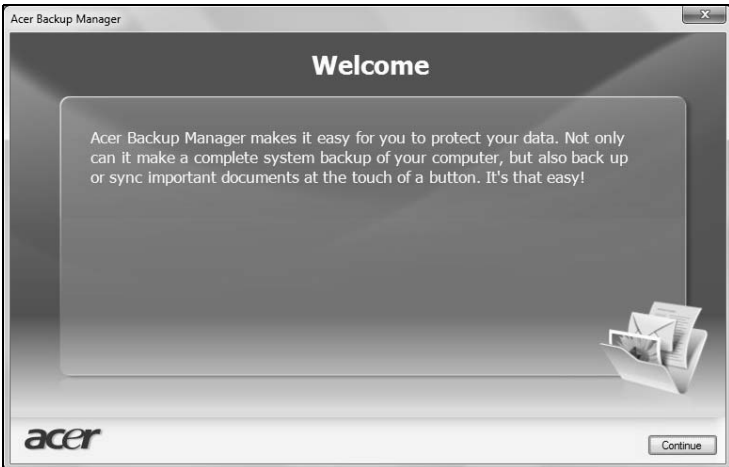 Acer Backup Manager
x
Welcome
Acer Backup Manager makes it easy for you to protect your data. Not only
can it make a complete system backup of your computer, but also back up
or sync important documents at the touch of a button. It's that easy!
acer
Continue